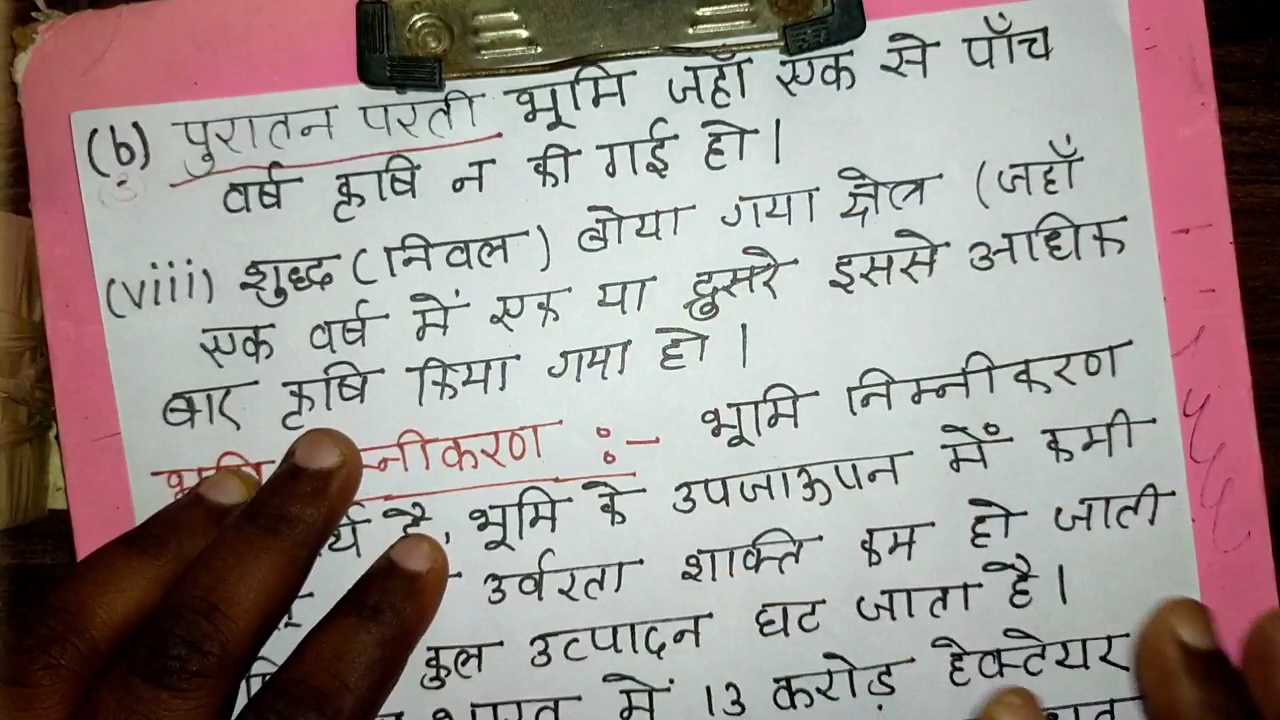 (b) पुरातन परती भूमि जहाँ एक से पाँच
वर्ष कृषि न की गई हो।
(viii) शुद्ध (निवल) बोया गया क्षेत्र (जहाँ
एक वर्ष में एक या दुसरे इससे अधिक
बार कृषि किया गया हो।
निम्नीकरण :- भूमि निम्नीकरण
है, भूमि के उपजाऊपन में कमी
उर्वरता शक्ति कम हो जाती
कुल उत्पादन घट जाता है।
में 13 करोड़ हेक्टेयर